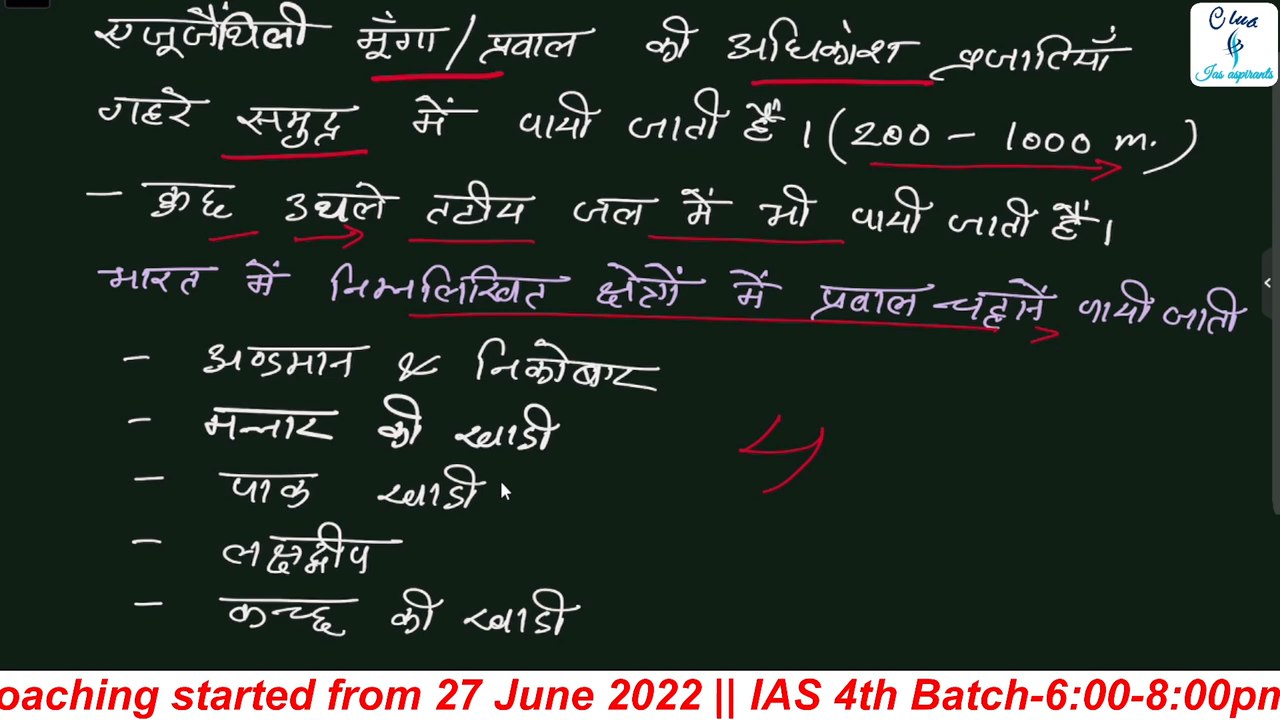 एजूजैंथिली मूँगा/प्रवाल की अधिकांश प्रजातियाँ
गहरे समुद्र में पायी जाती हैं। (200 - 1000 m.)
- कुछ उथले तटीय जल में भी पायी जाती हैं।
भारत में निम्नलिखित क्षेत्रों में प्रवाल चट्टानें पायी जाती
- अण्डमान & निकोबार
- मन्नार की खाडी
- पाक खाडी
- लक्षद्वीप
- कच्छ की खाडी
Clue
Ias aspirants
oaching started from 27 June 2022 || IAS 4th Batch-6:00-8:00pn